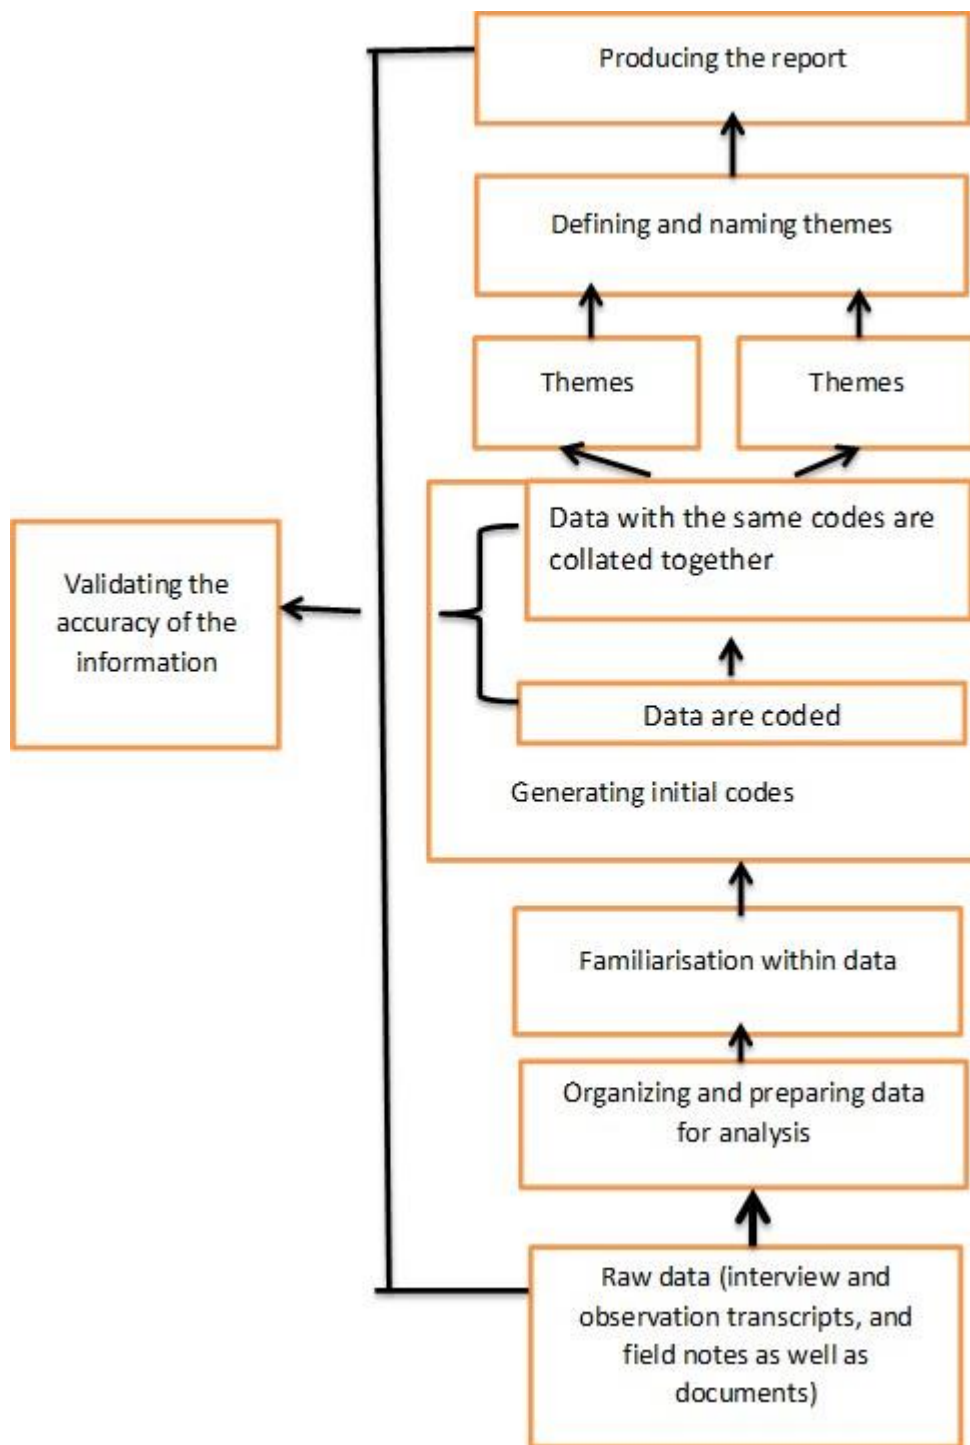 Producing the report
Defining and naming themes
Themes
Themes
Data with the same codes are
collated together
Validating the
accuracy of the
information
Data are coded
Generating initial codes
Familiarisation within data
Organizing and preparing data
for analysis
Raw data (interview and
observation transcripts, and
field notes as well as
documents)